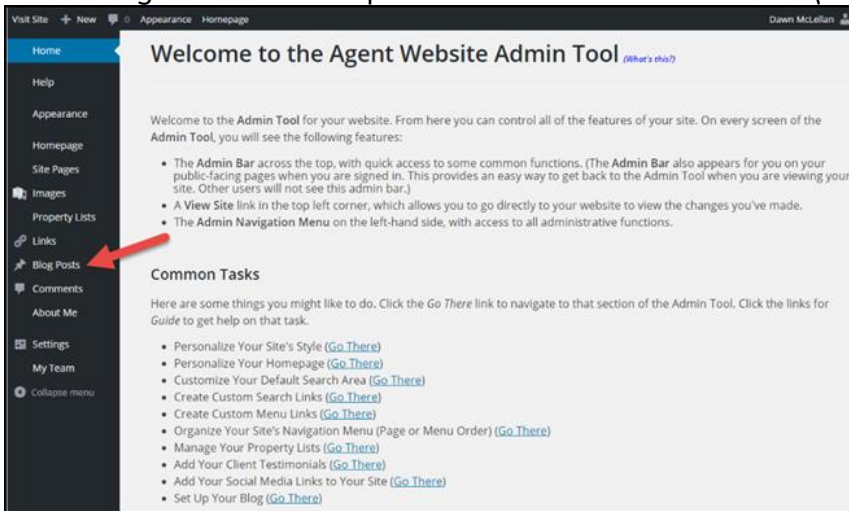 Visit Site + New 0 Appearance Homepage Dawn McLellan
Home
Help
Appearance
Homepage
Site Pages
Images
Property Lists
Links
Blog Posts
Comments
About Me
Settings
My Team
Collapse menu
Welcome to the Agent Website Admin Tool (What's this?)
Welcome to the Admin Tool for your website. From here you can control all of the features of your site. On every screen of the
Admin Tool, you will see the following features:
• The Admin Bar across the top, with quick access to some common functions. (The Admin Bar also appears for you on your
public-facing pages when you are signed in. This provides an easy way to get back to the Admin Tool when you are viewing your
site. Other users will not see this admin bar.)
• A View Site link in the top left corner, which allows you to go directly to your website to view the changes you've made.
• The Admin Navigation Menu on the left-hand side, with access to all administrative functions.
Common Tasks
Here are some things you might like to do. Click the Go There link to navigate to that section of the Admin Tool. Click the links for
Guide to get help on that task.
• Personalize Your Site's Style (Go There)
• Personalize Your Homepage (Go There)
• Customize Your Default Search Area (Go There)
• Create Custom Search Links (Go There)
• Create Custom Menu Links (Go There)
• Organize Your Site's Navigation Menu (Page or Menu Order) (Go There)
• Manage Your Property Lists (Go There)
• Add Your Client Testimonials (Go There)
• Add Your Social Media Links to Your Site (Go There)
• Set Up Your Blog (Go There)